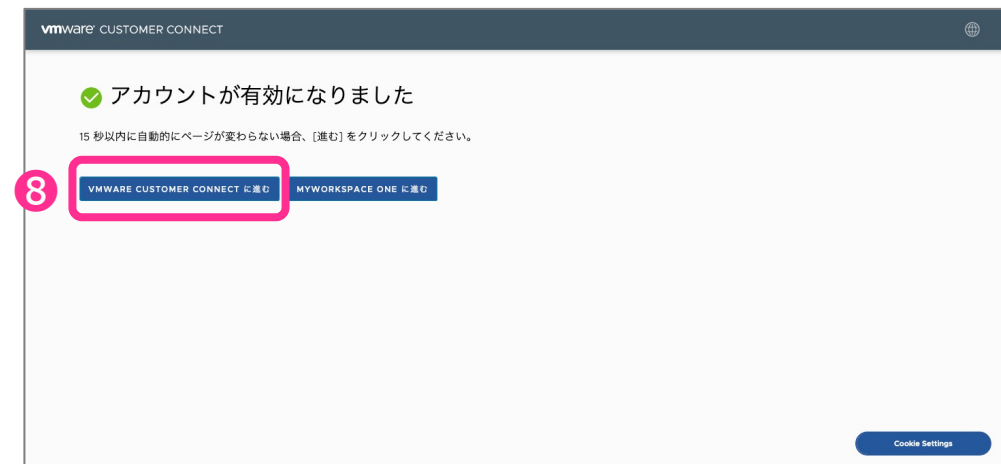 vmware® CUSTOMER CONNECT
アカウントが有効になりました
15 秒以内に自動的にページが変わらない場合、[進む] をクリックしてください。
8
VMWARE CUSTOMER CONNECT に進む
MYWORKSPACE ONE に進む
Cookie Settings